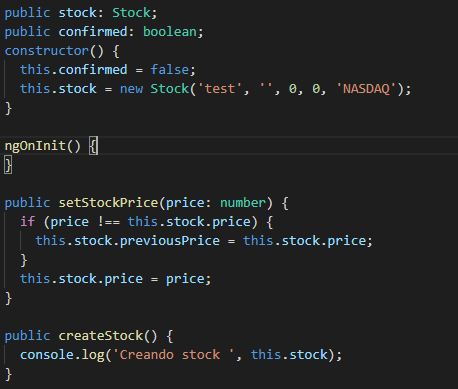 public stock: Stock;
public confirmed: boolean;
constructor() {
  this.confirmed = false;
  this.stock = new Stock('test', '', 0, 0, 'NASDAQ');
}

ngOnInit() {
}

public setStockPrice(price: number) {
  if (price !== this.stock.price) {
    this.stock.previousPrice = this.stock.price;
  }
  this.stock.price = price;
}

public createStock() {
  console.log('Creando stock ', this.stock);
}